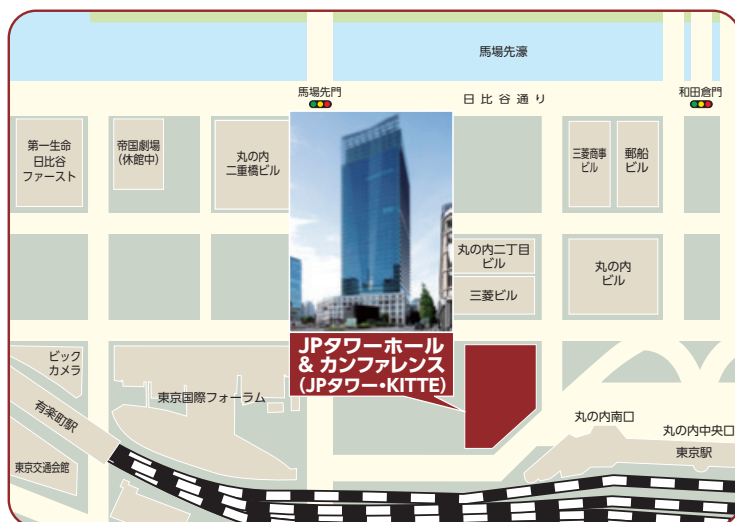 馬場先濠
馬場先門
日比谷通り
和田倉門
第一生命
日比谷
ファースト
帝国劇場
(休館中)
丸の内
二重橋ビル
三菱商事
ビル
郵船
ビル
丸の内二丁目
ビル
三菱ビル
丸の内
ビル
JPタワーホール
& カンファレンス
(JPタワー・KITTE)
ビック
カメラ
東京国際フォーラム
有楽町駅
東京交通会館
丸の内南口
丸の内中央口
東京駅